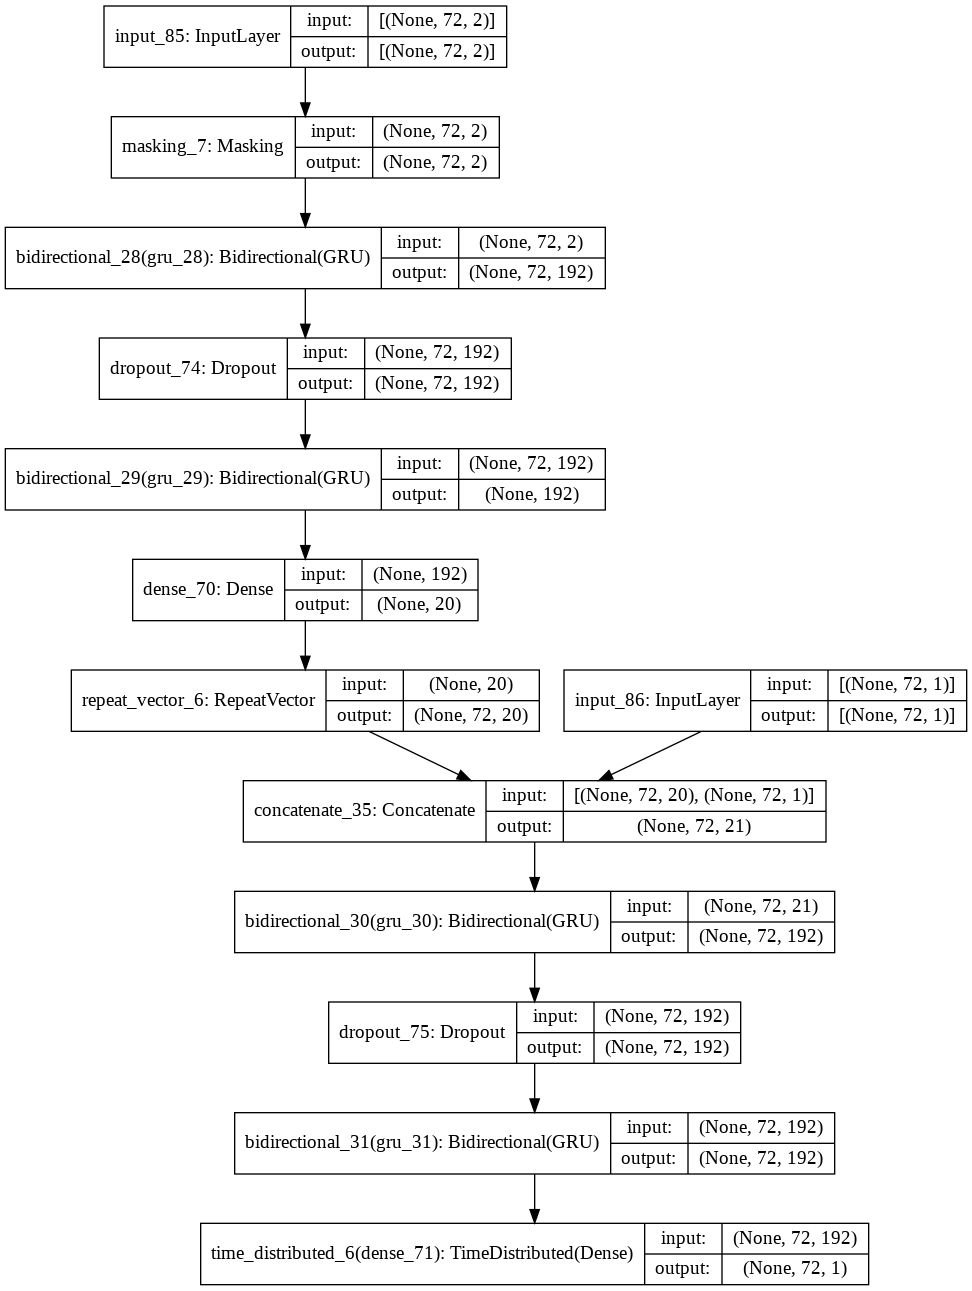 input_85: InputLayer
input: [(None, 72, 2)]
output: [(None, 72, 2)]
masking_7: Masking
input: (None, 72, 2)
output: (None, 72, 2)
bidirectional_28(gru_28): Bidirectional(GRU)
input: (None, 72, 2)
output: (None, 72, 192)
dropout_74: Dropout
input: (None, 72, 192)
output: (None, 72, 192)
bidirectional_29(gru_29): Bidirectional(GRU)
input: (None, 72, 192)
output: (None, 192)
dense_70: Dense
input: (None, 192)
output: (None, 20)
repeat_vector_6: RepeatVector
input: (None, 20)
output: (None, 72, 20)
input_86: InputLayer
input: [(None, 72, 1)]
output: [(None, 72, 1)]
concatenate_35: Concatenate
input: [(None, 72, 20), (None, 72, 1)]
output: (None, 72, 21)
bidirectional_30(gru_30): Bidirectional(GRU)
input: (None, 72, 21)
output: (None, 72, 192)
dropout_75: Dropout
input: (None, 72, 192)
output: (None, 72, 192)
bidirectional_31(gru_31): Bidirectional(GRU)
input: (None, 72, 192)
output: (None, 72, 192)
time_distributed_6(dense_71): TimeDistributed(Dense)
input: (None, 72, 192)
output: (None, 72, 1)